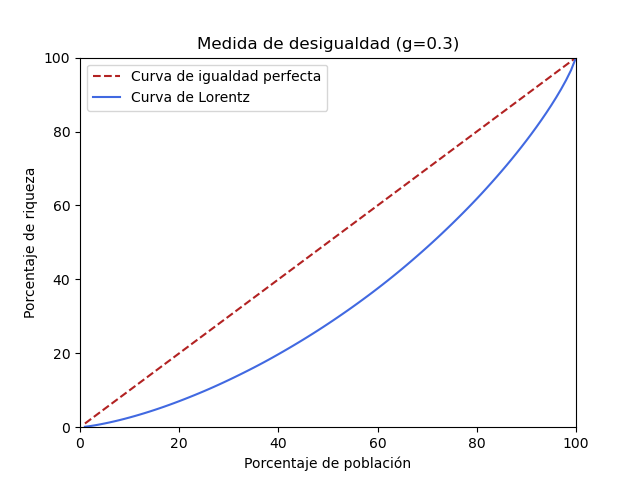 Medida de desigualdad (g=0.3)
Curva de igualdad perfecta
Curva de Lorentz
Porcentaje de riqueza
100
80
60
40
20
0
0 20 40 60 80 100
Porcentaje de población